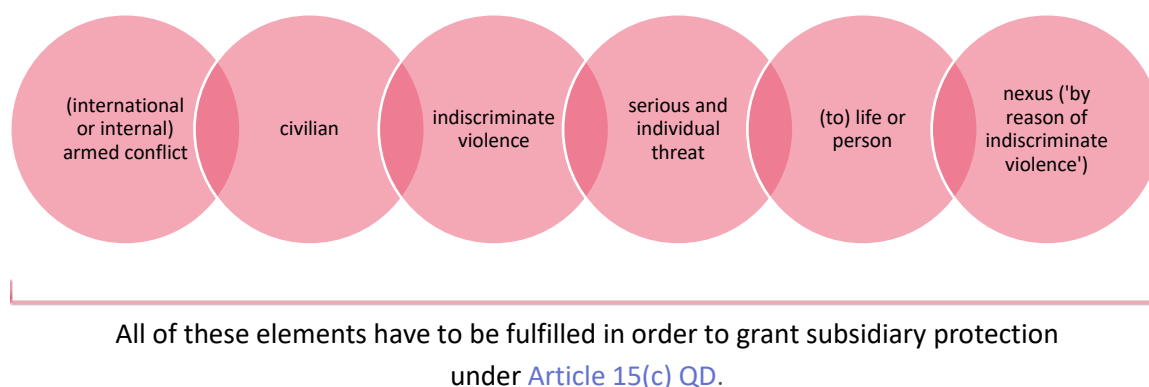 (international
or internal)
armed conflict
civilian
indiscriminate
violence
serious and
individual
threat
(to) life or
person
nexus ('by
reason of
indiscriminate
violence')
All of these elements have to be fulfilled in order to grant subsidiary protection
under Article 15(c) QD.